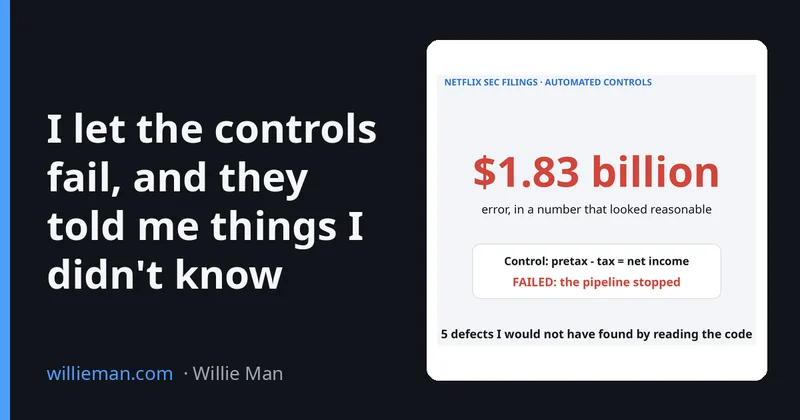 I let the controls
fail, and they
told me things I
didn't know
willieman.com · Willie Man
NETFLIX SEC FILINGS · AUTOMATED CONTROLS
$1.83 billion
error, in a number that looked reasonable
Control: pretax - tax = net income
FAILED: the pipeline stopped
5 defects I would not have found by reading the code